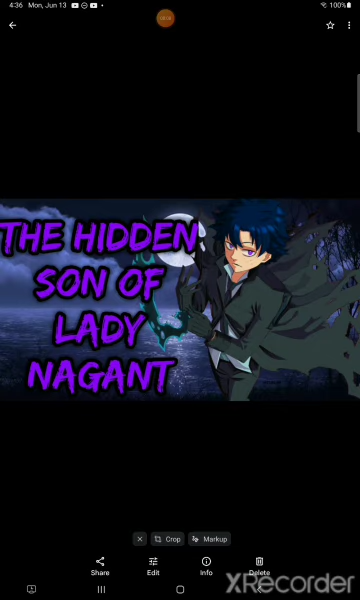 4:36 Mon, Jun 13
100%
THE HIDDEN
SON OF
LADY
NAGANT
Crop
Markup
Share
Edit
Info
Delete
XRecorder